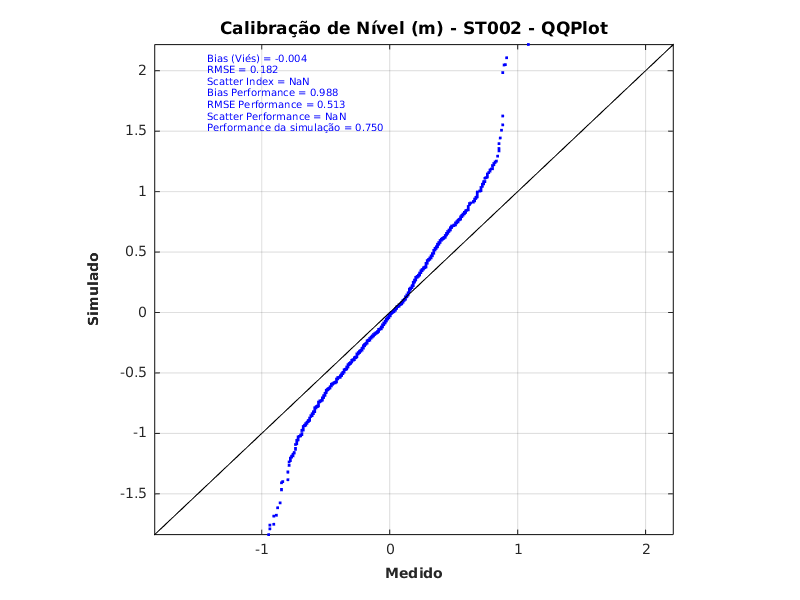 Calibração de Nível (m) - ST002 - QQPlot
Bias (Viés) = -0.004
RMSE = 0.182
Scatter Index = NaN
Bias Performance = 0.988
RMSE Performance = 0.513
Scatter Performance = NaN
Performance da simulação = 0.750
2
1.5
1
0.5
0
-0.5
-1
-1.5
Simulado
-1
0
1
2
Medido